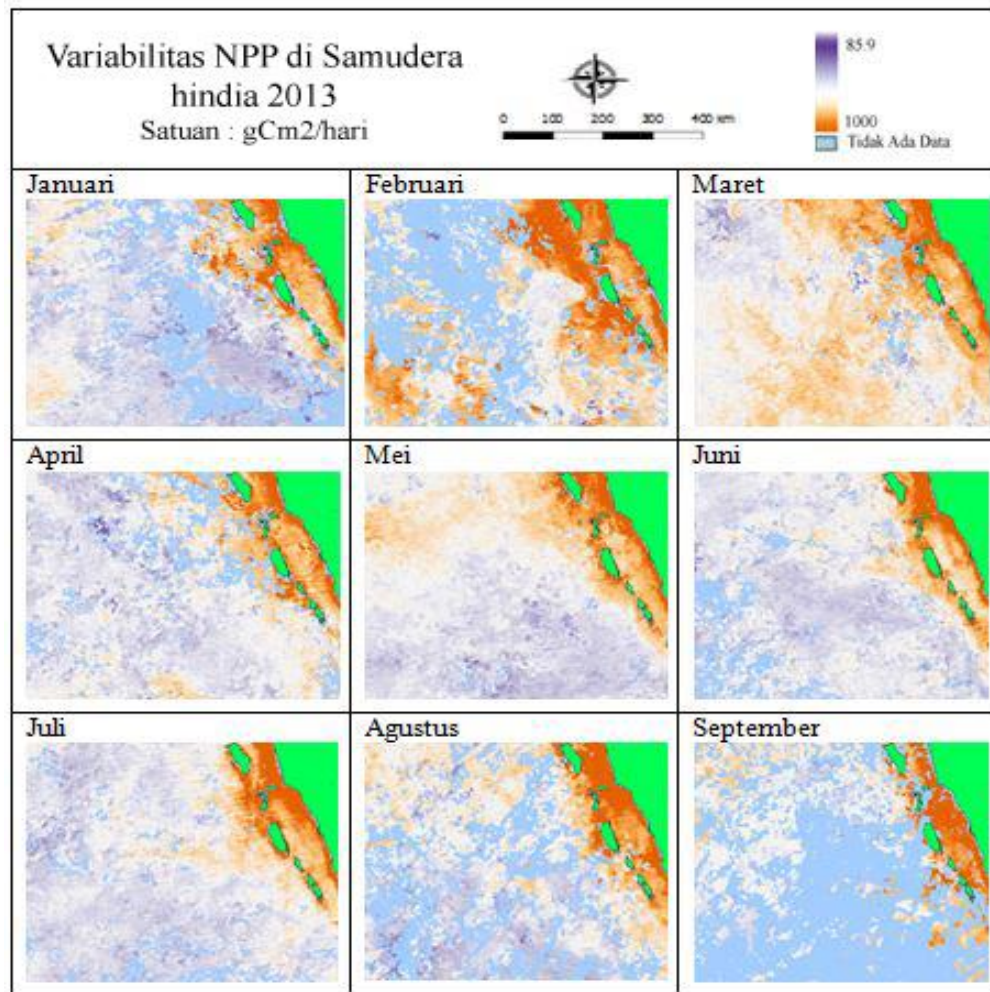 Variabilitas NPP di Samudera
hindia 2013
Satuan : gCm2/hari
0 100 200 300 400 km
85.9
1000
Tidak Ada Data
Januari
Februari
Maret
April
Mei
Juni
Juli
Agustus
September